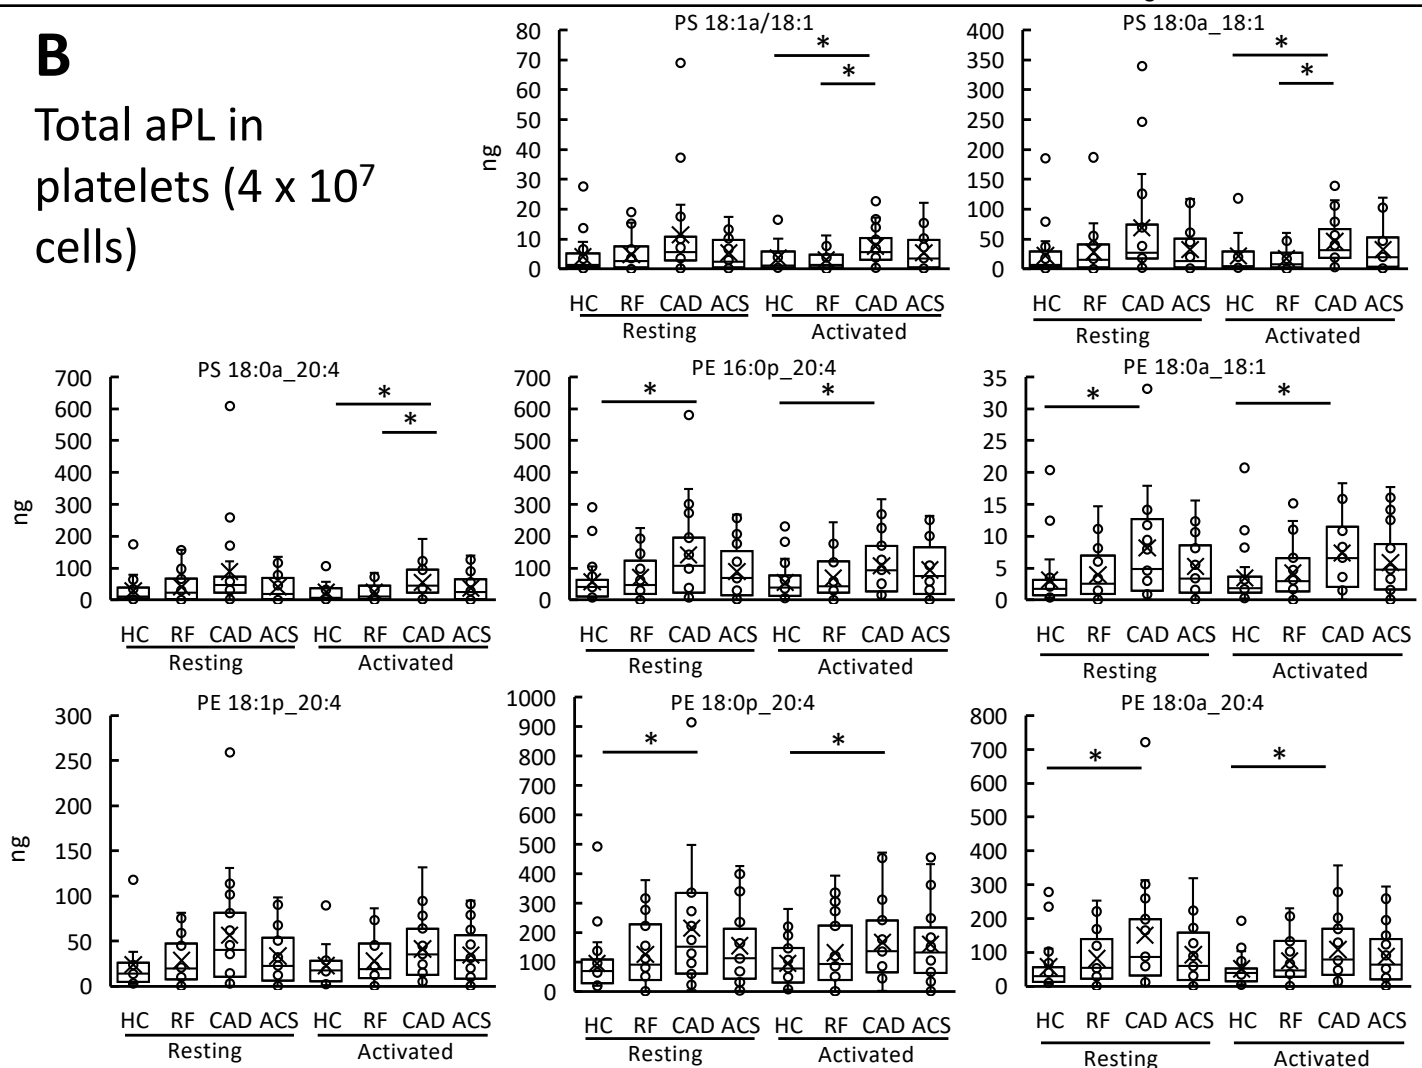 B
Total aPL in
platelets (4 x 10⁷
cells)
PS 18:1a/18:1
80
70
60
50
40
30
20
10
0
ng
* *
HC RF CAD ACS HC RF CAD ACS
Resting Activated
PS 18:0a_18:1
400
350
300
250
200
150
100
50
0
* *
HC RF CAD ACS HC RF CAD ACS
Resting Activated
PS 18:0a_20:4
700
600
500
400
300
200
100
0
ng
* *
HC RF CAD ACS HC RF CAD ACS
Resting Activated
PE 16:0p_20:4
700
600
500
400
300
200
100
0
* *
HC RF CAD ACS HC RF CAD ACS
Resting Activated
PE 18:0a_18:1
35
30
25
20
15
10
5
0
* *
HC RF CAD ACS HC RF CAD ACS
Resting Activated
PE 18:1p_20:4
300
250
200
150
100
50
0
ng
HC RF CAD ACS HC RF CAD ACS
Resting Activated
PE 18:0p_20:4
1000
900
800
700
600
500
400
300
200
100
0
* *
HC RF CAD ACS HC RF CAD ACS
Resting Activated
PE 18:0a_20:4
800
700
600
500
400
300
200
100
0
* *
HC RF CAD ACS HC RF CAD ACS
Resting Activated